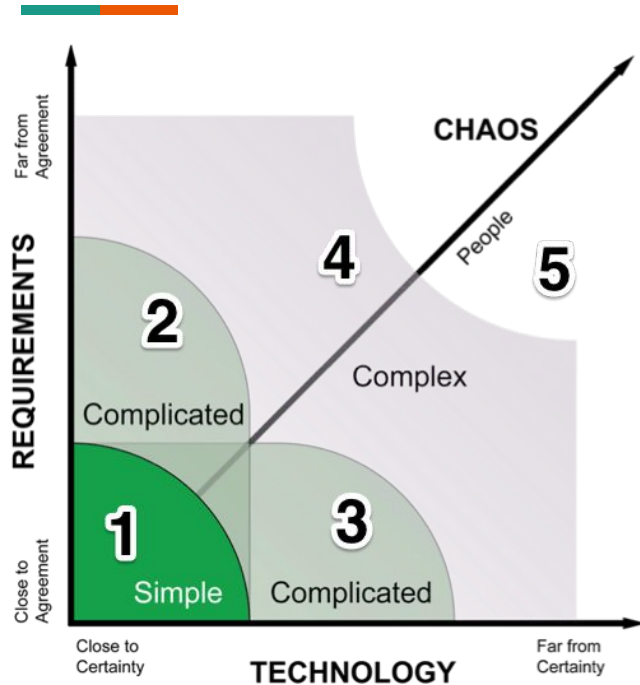 Far from
Agreement
CHAOS
People
REQUIREMENTS
4
5
2
Complex
Complicated
1
3
Simple
Complicated
Close to
Agreement
Close to
Certainty
TECHNOLOGY
Far from
Certainty